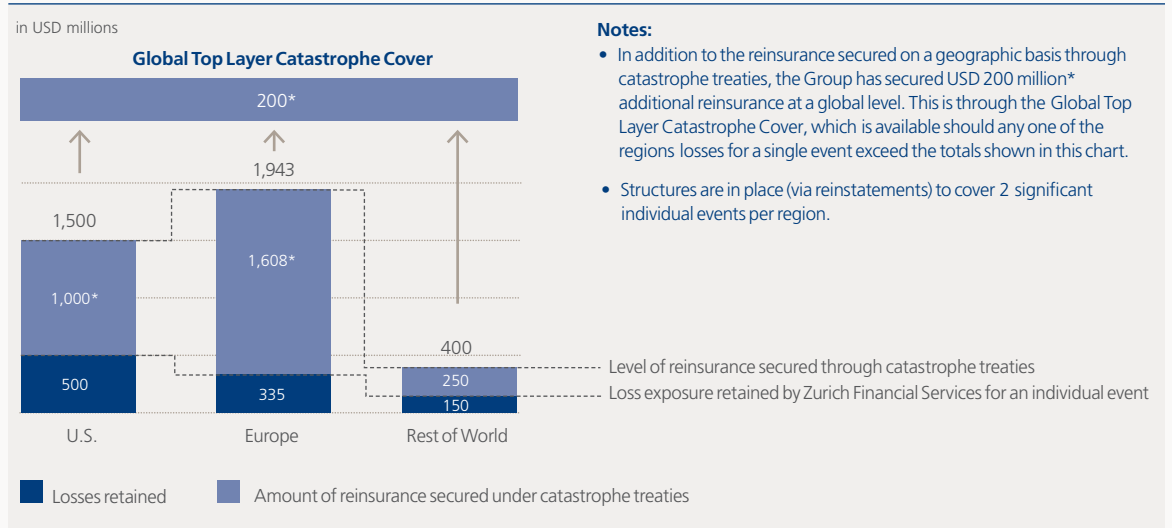 in USD millions
Global Top Layer Catastrophe Cover
200*
1,943
1,500
1,608*
1,000*
400
500
335
250
150
U.S.
Europe
Rest of World
Level of reinsurance secured through catastrophe treaties
Loss exposure retained by Zurich Financial Services for an individual event
Losses retained
Amount of reinsurance secured under catastrophe treaties
Notes:
• In addition to the reinsurance secured on a geographic basis through
catastrophe treaties, the Group has secured USD 200 million*
additional reinsurance at a global level. This is through the Global Top
Layer Catastrophe Cover, which is available should any one of the
regions losses for a single event exceed the totals shown in this chart.
• Structures are in place (via reinstatements) to cover 2 significant
individual events per region.